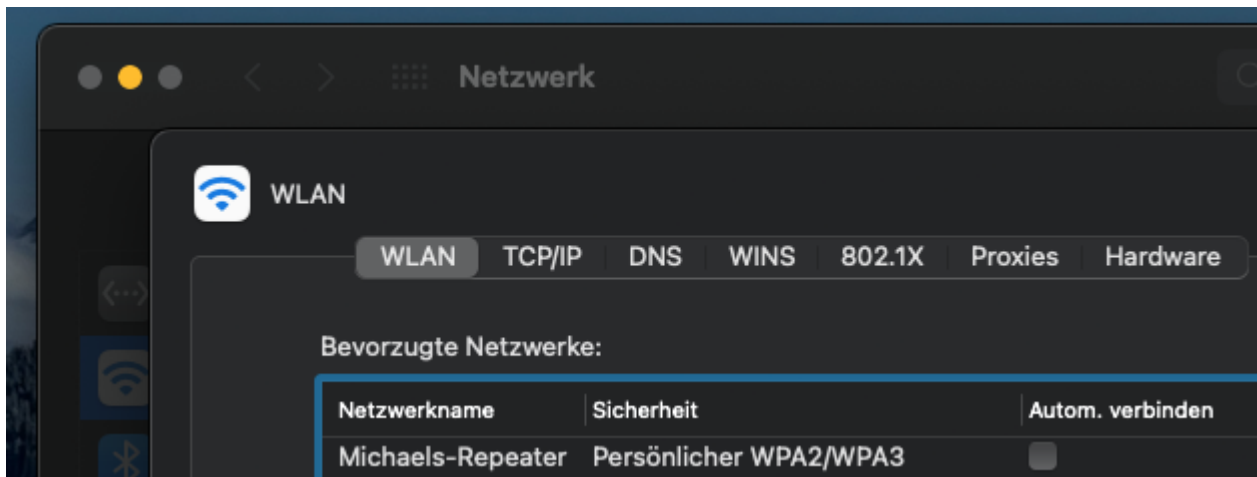 Netzwerk
WLAN
WLAN TCP/IP DNS WINS 802.1X Proxies Hardware
Bevorzugte Netzwerke:
Netzwerkname Sicherheit Autom. verbinden
Michaels-Repeater Persönlicher WPA2/WPA3